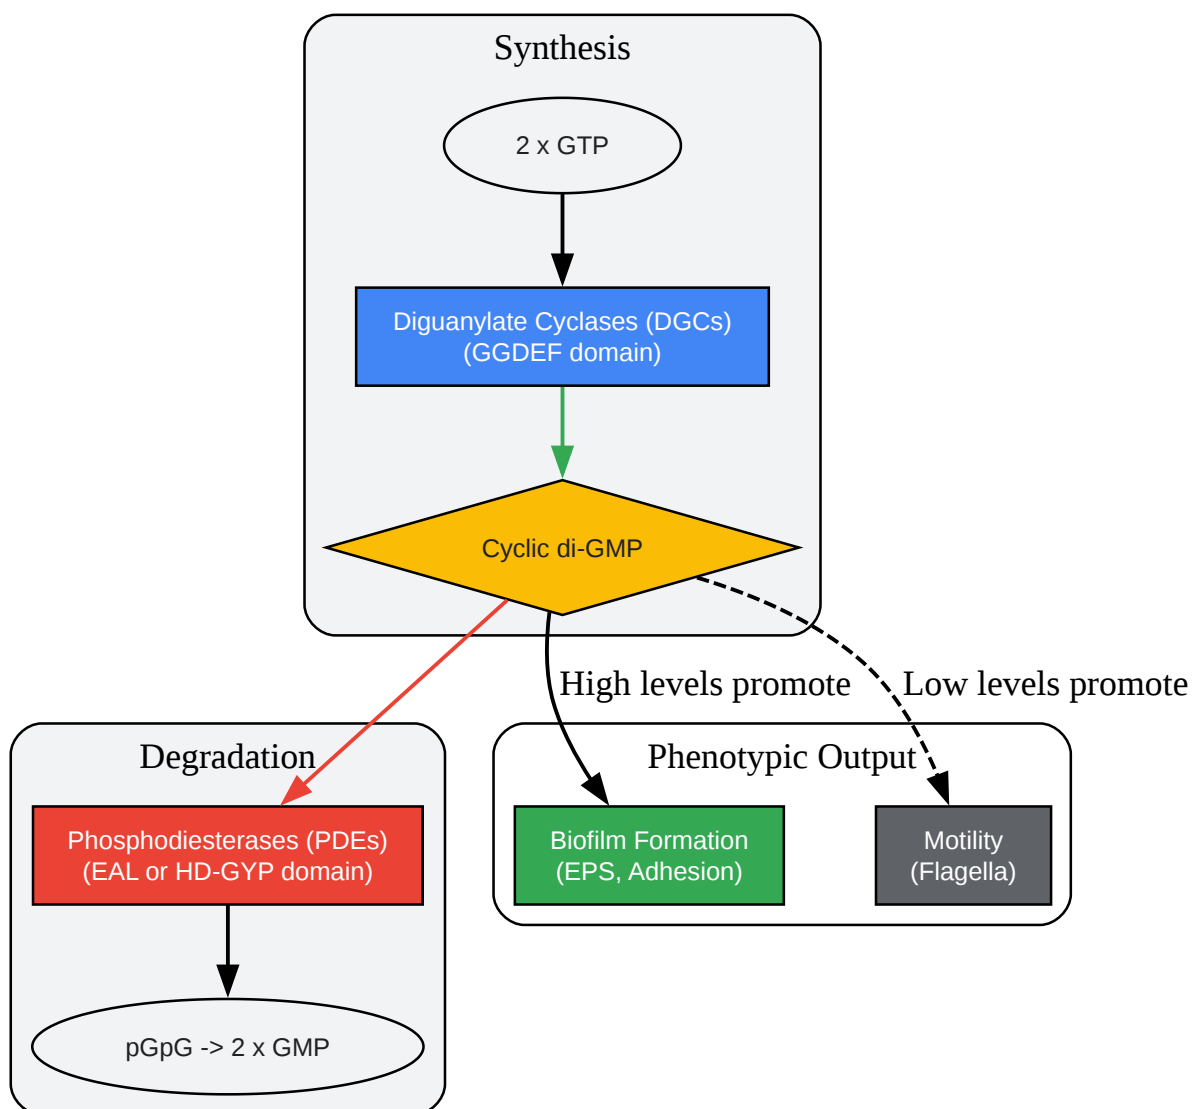 Synthesis
2 x GTP
Diguanylate Cyclases (DGCs)
(GGDEF domain)
Cyclic di-GMP
High levels promote
Low levels promote
Degradation
Phosphodiesterases (PDEs)
(EAL or HD-GYP domain)
pGpG -> 2 x GMP
Phenotypic Output
Biofilm Formation
(EPS, Adhesion)
Motility
(Flagella)